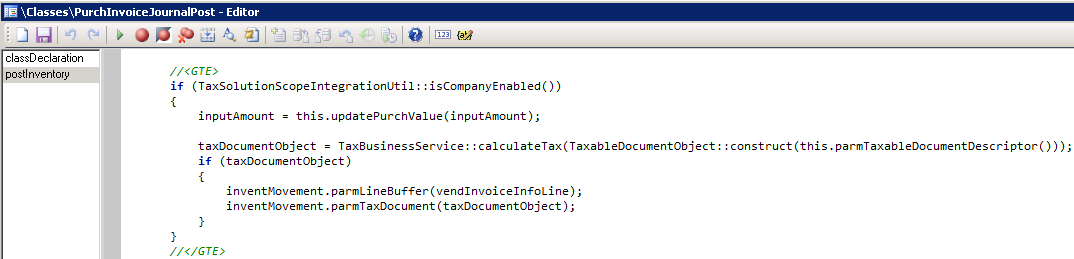 \Classes\PurchInvoiceJournalPost - Editor
123
classDeclaration
postInventory
//<GTE>
if (TaxSolutionScopeIntegrationUtil::isCompanyEnabled())
{
inputAmount = this.updatePurchValue(inputAmount);
taxDocumentObject = TaxBusinessService::calculateTax(TaxableDocumentObject::construct(this.parmTaxableDocumentDescriptor()));
if (taxDocumentObject)
{
inventMovement.parmLineBuffer(vendInvoiceInfoLine);
inventMovement.parmTaxDocument(taxDocumentObject);
}
}
//</GTE>